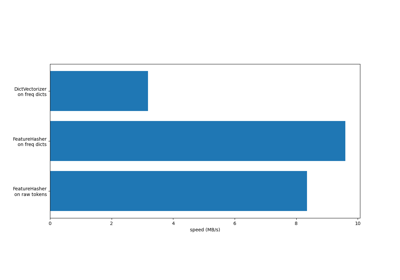 DictVectorizer
on freq dicts
FeatureHasher
on freq dicts
FeatureHasher
on raw tokens
0 2 4 6 8 10
speed (MB/s)